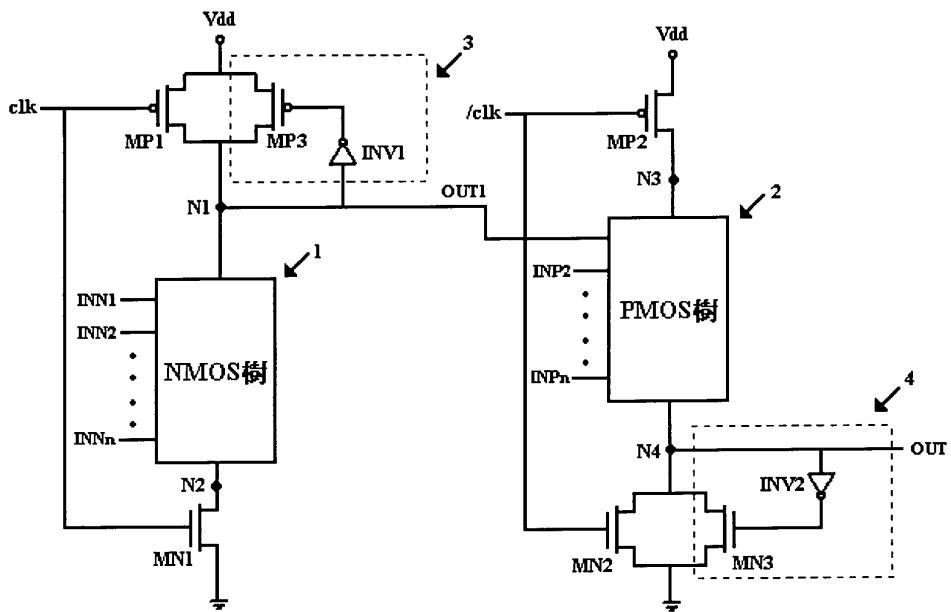 Vdd
3
clk
MP1
MP3
INV1
N1
OUT1
1
INN1
INN2
NMOS樹
INNn
N2
MN1
Vdd
/clk
MP2
N3
2
INP2
PMOS樹
INPn
4
N4
OUT
INV2
MN2
MN3